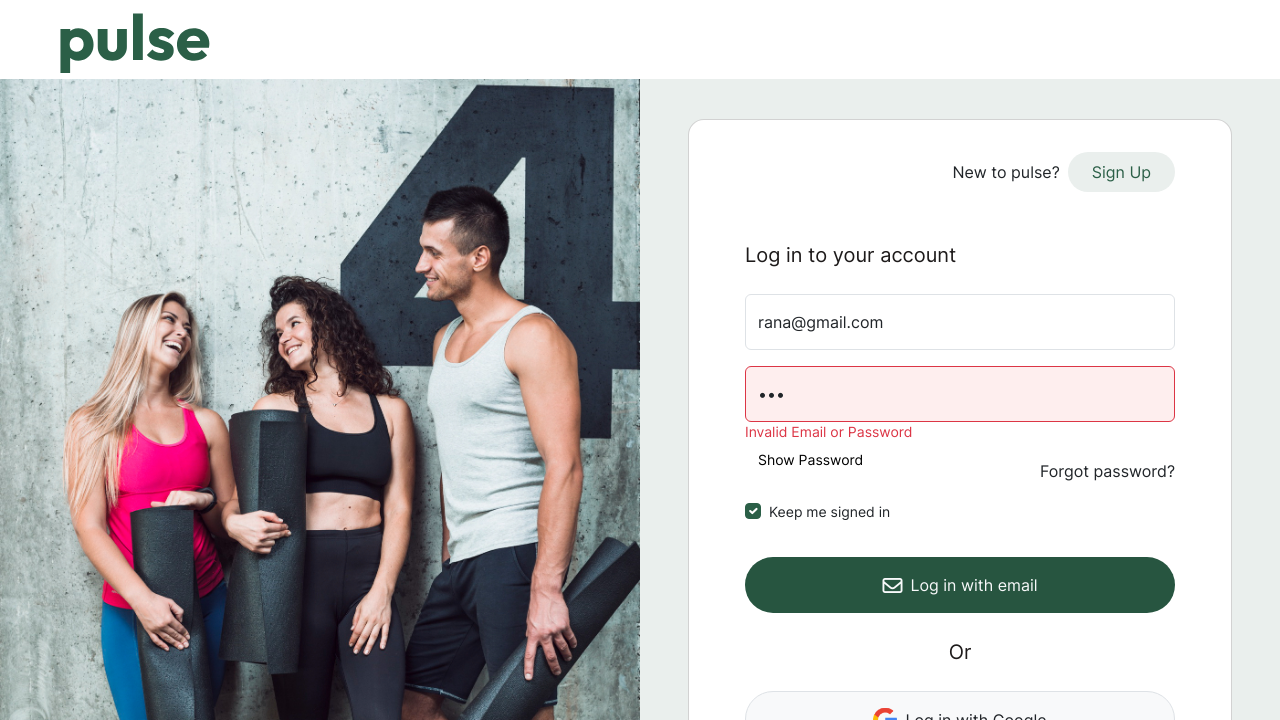 pulse
New to pulse? Sign Up
Log in to your account
rana@gmail.com
•••
Invalid Email or Password
Show Password
Forgot password?
Keep me signed in
Log in with email
Or
Log in with Google
4